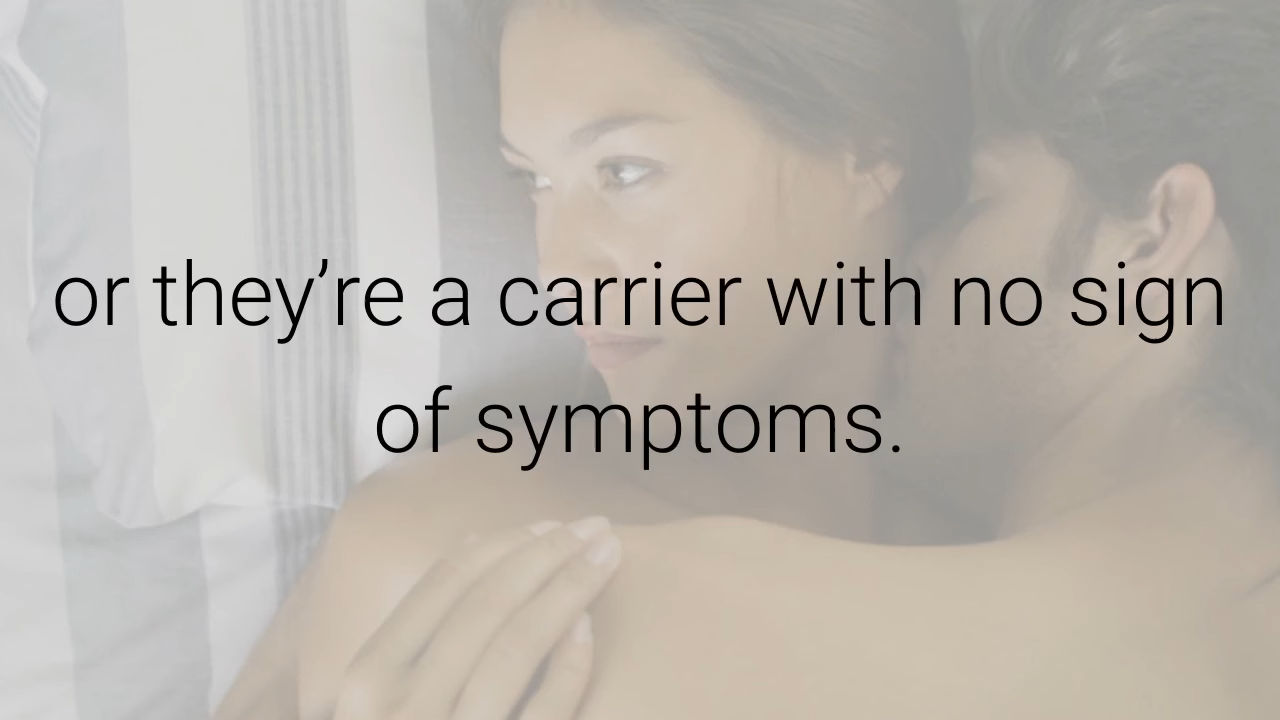 or they’re a carrier with no sign
of symptoms.